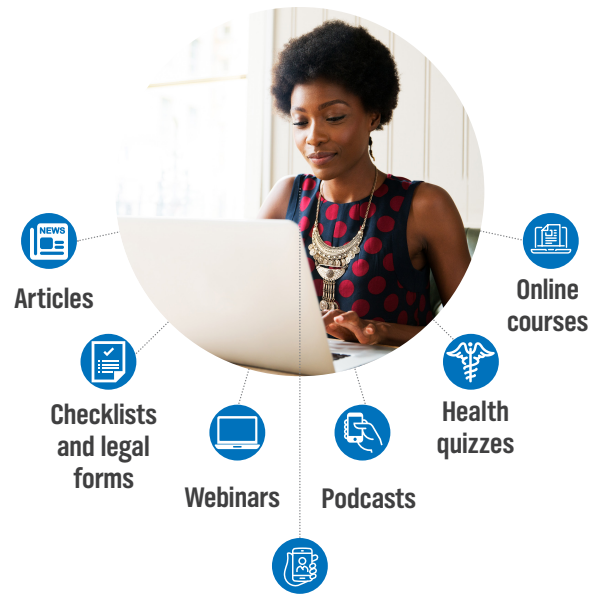 NEWS
Articles
Online
courses
Checklists
and legal
forms
Health
quizzes
Webinars
Podcasts